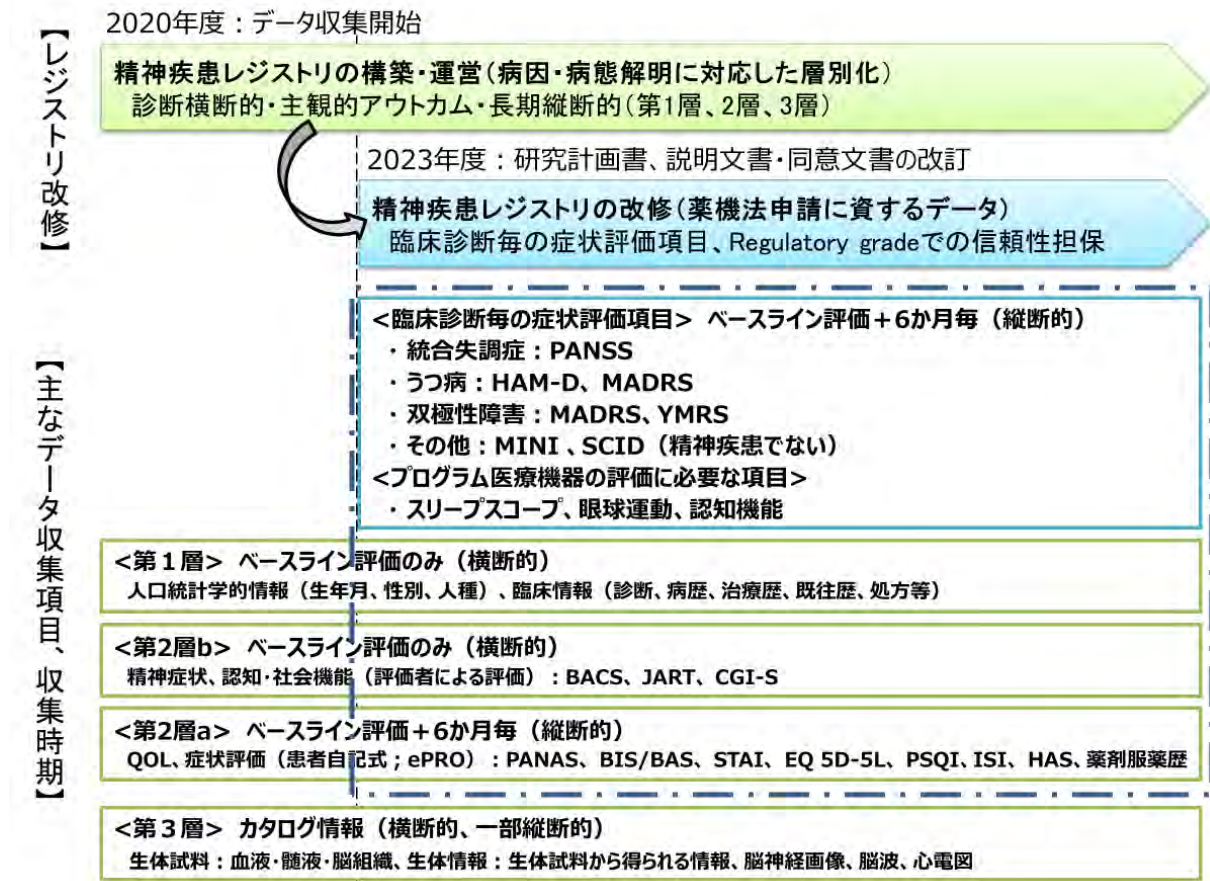 【レジストリ改修】
2020年度：データ収集開始
精神疾患レジストリの構築・運営（病因・病態解明に対応した層別化）
診断横断的・主観的アウトカム・長期縦断的（第1層、2層、3層）
2023年度：研究計画書、説明文書・同意文書の改訂
精神疾患レジストリの改修（薬機法申請に資するデータ）
臨床診断毎の症状評価項目、Regulatory gradeでの信頼性担保
【主なデータ収集項目、収集時期】
<臨床診断毎の症状評価項目> ベースライン評価＋6か月毎（縦断的）
・統合失調症：PANSS
・うつ病：HAM-D、MADRS
・双極性障害：MADRS、YMRS
・その他：MINI、SCID（精神疾患でない）
<プログラム医療機器の評価に必要な項目>
・スリープスコープ、眼球運動、認知機能
<第１層> ベースライン評価のみ（横断的）
人口統計学的情報（生年月、性別、人種）、臨床情報（診断、病歴、治療歴、既往歴、処方等）
<第2層b> ベースライン評価のみ（横断的）
精神症状、認知・社会機能（評価者による評価）：BACS、JART、CGI-S
<第2層a> ベースライン評価＋6か月毎（縦断的）
QOL、症状評価（患者自記式；ePRO）：PANAS、BIS/BAS、STAI、EQ 5D-5L、PSQI、ISI、HAS、薬剤服薬歴
<第３層> カタログ情報（横断的、一部縦断的）
生体試料：血液・髄液・脳組織、生体情報：生体試料から得られる情報、脳神経画像、脳波、心電図